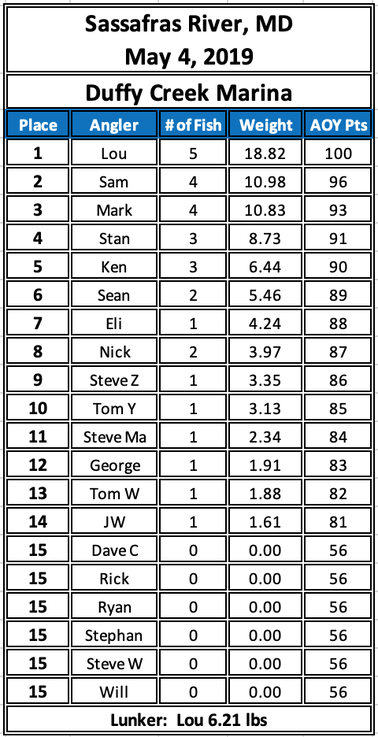 Sassafras River, MD
May 4, 2019
Duffy Creek Marina
Place Angler # of Fish Weight AOY Pts
1 Lou 5 18.82 100
2 Sam 4 10.98 96
3 Mark 4 10.83 93
4 Stan 3 8.73 91
5 Ken 3 6.44 90
6 Sean 2 5.46 89
7 Eli 1 4.24 88
8 Nick 2 3.97 87
9 Steve Z 1 3.35 86
10 Tom Y 1 3.13 85
11 Steve Ma 1 2.34 84
12 George 1 1.91 83
13 Tom W 1 1.88 82
14 JW 1 1.61 81
15 Dave C 0 0.00 56
15 Rick 0 0.00 56
15 Ryan 0 0.00 56
15 Stephan 0 0.00 56
15 Steve W 0 0.00 56
15 Will 0 0.00 56
Lunker: Lou 6.21 lbs